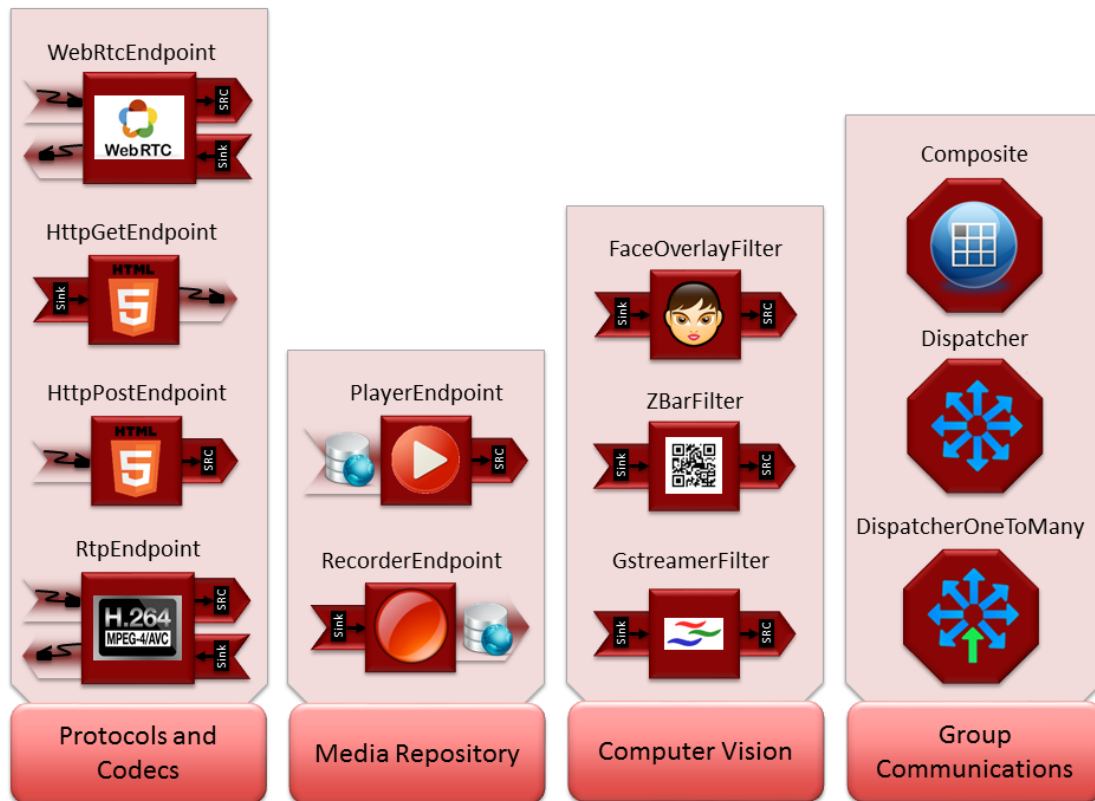 WebRtcEndpoint
SRC
WebRTC
Sink
HttpGetEndpoint
HTML
5
Sink
HttpPostEndpoint
HTML
5
SRC
RtpEndpoint
SRC
H.264
MPEG-4/AVC
Sink
Protocols and
Codecs
PlayerEndpoint
SRC
RecorderEndpoint
Sink
Media Repository
FaceOverlayFilter
Sink
SRC
ZBarFilter
Sink
SRC
GstreamerFilter
Sink
SRC
Computer Vision
Composite
Dispatcher
DispatcherOneToMany
Group
Communications